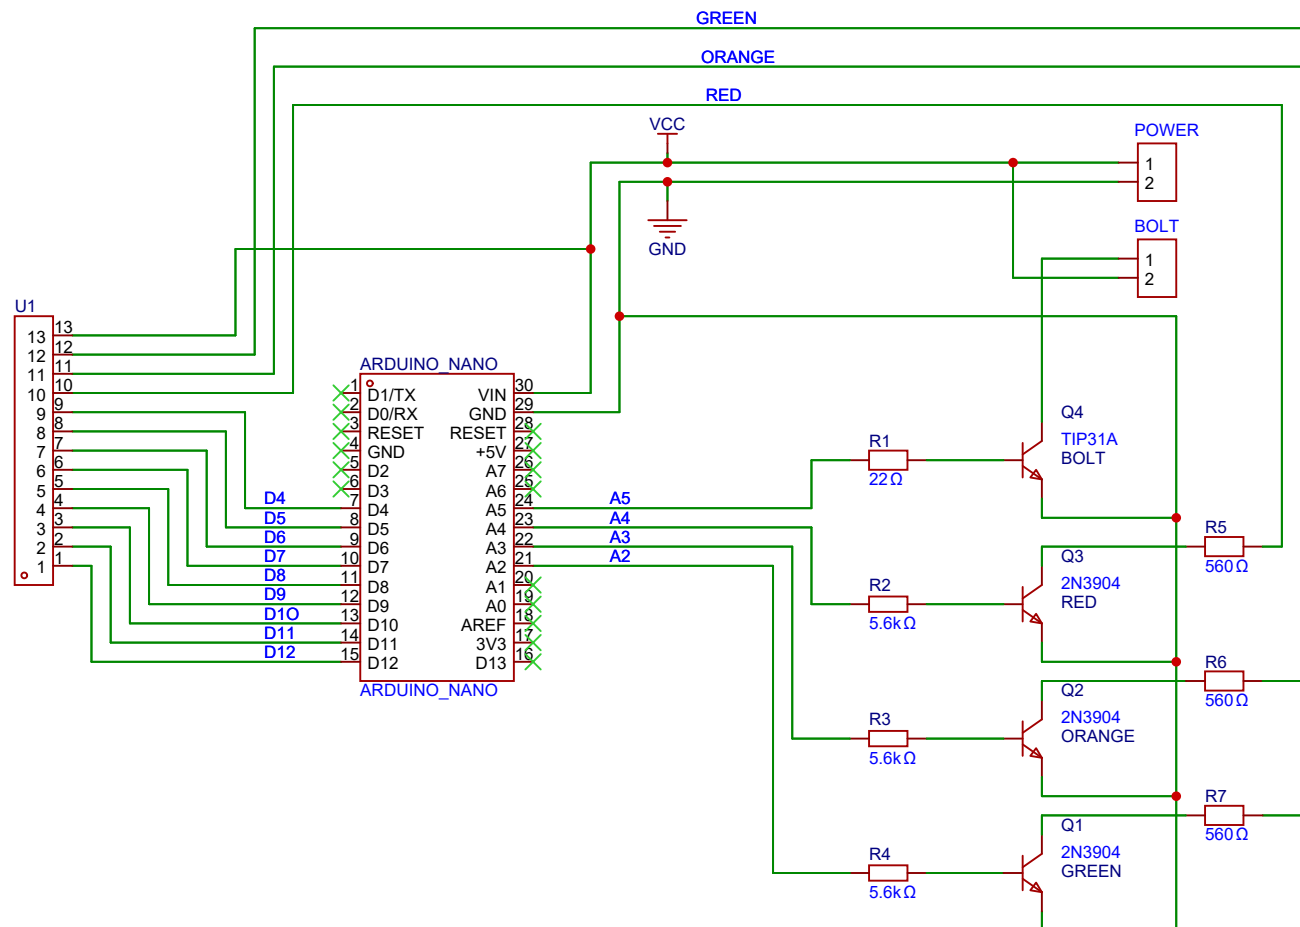 GREEN
ORANGE
RED
VCC
POWER
1
2
GND
BOLT
1
2
U1
13 13
12 12
11 11
10 10
9 9
8 8
7 7
6 6
5 5
4 4
3 3
2 2
1 1
D4
D5
D6
D7
D8
D9
D1O
D11
D12
ARDUINO_NANO
1 D1/TX VIN 30
2 D0/RX GND 29
3 RESET RESET 28
4 GND +5V 27
5 D2 A7 26
6 D3 A6 25
7 D4 A5 24
8 D5 A4 23
9 D6 A3 22
10 D7 A2 21
11 D8 A1 20
12 D9 A0 19
13 D10 AREF 18
14 D11 3V3 17
15 D12 D13 16
ARDUINO_NANO
A5
A4
A3
A2
R1
22Ω
Q4
TIP31A
BOLT
R2
5.6kΩ
Q3
2N3904
RED
R5
560Ω
R3
5.6kΩ
Q2
2N3904
ORANGE
R6
560Ω
R4
5.6kΩ
Q1
2N3904
GREEN
R7
560Ω